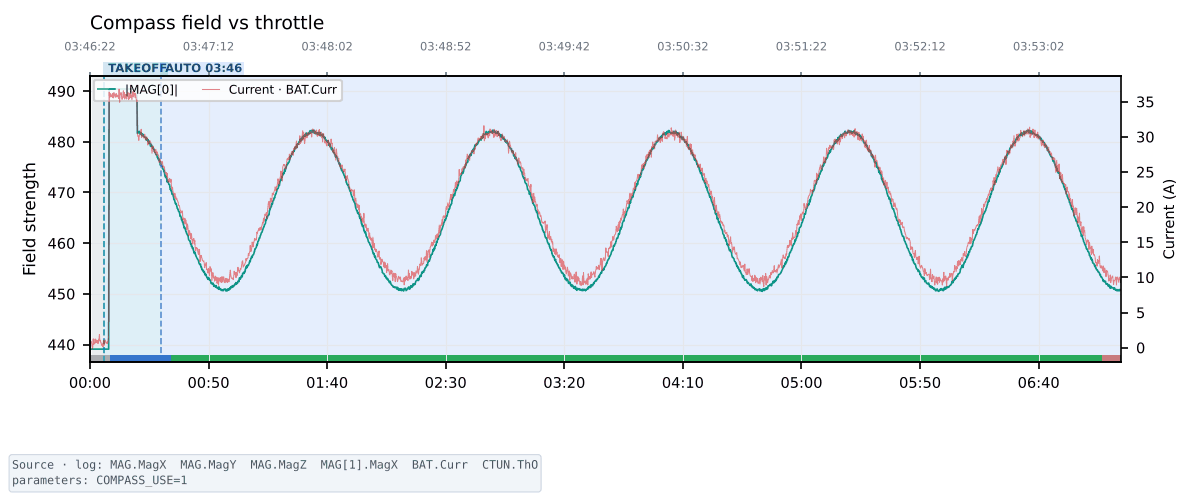 Compass field vs throttle
03:46:22 03:47:12 03:48:02 03:48:52 03:49:42 03:50:32 03:51:22 03:52:12 03:53:02
TAKEOFF AUTO 03:46
|MAG[0]| Current · BAT.Curr
490
480
470
460
450
440
Field strength
35
30
25
20
15
10
5
0
Current (A)
00:00 00:50 01:40 02:30 03:20 04:10 05:00 05:50 06:40
Source · log: MAG.MagX MAG.MagY MAG.MagZ MAG[1].MagX BAT.Curr CTUN.ThO
parameters: COMPASS_USE=1